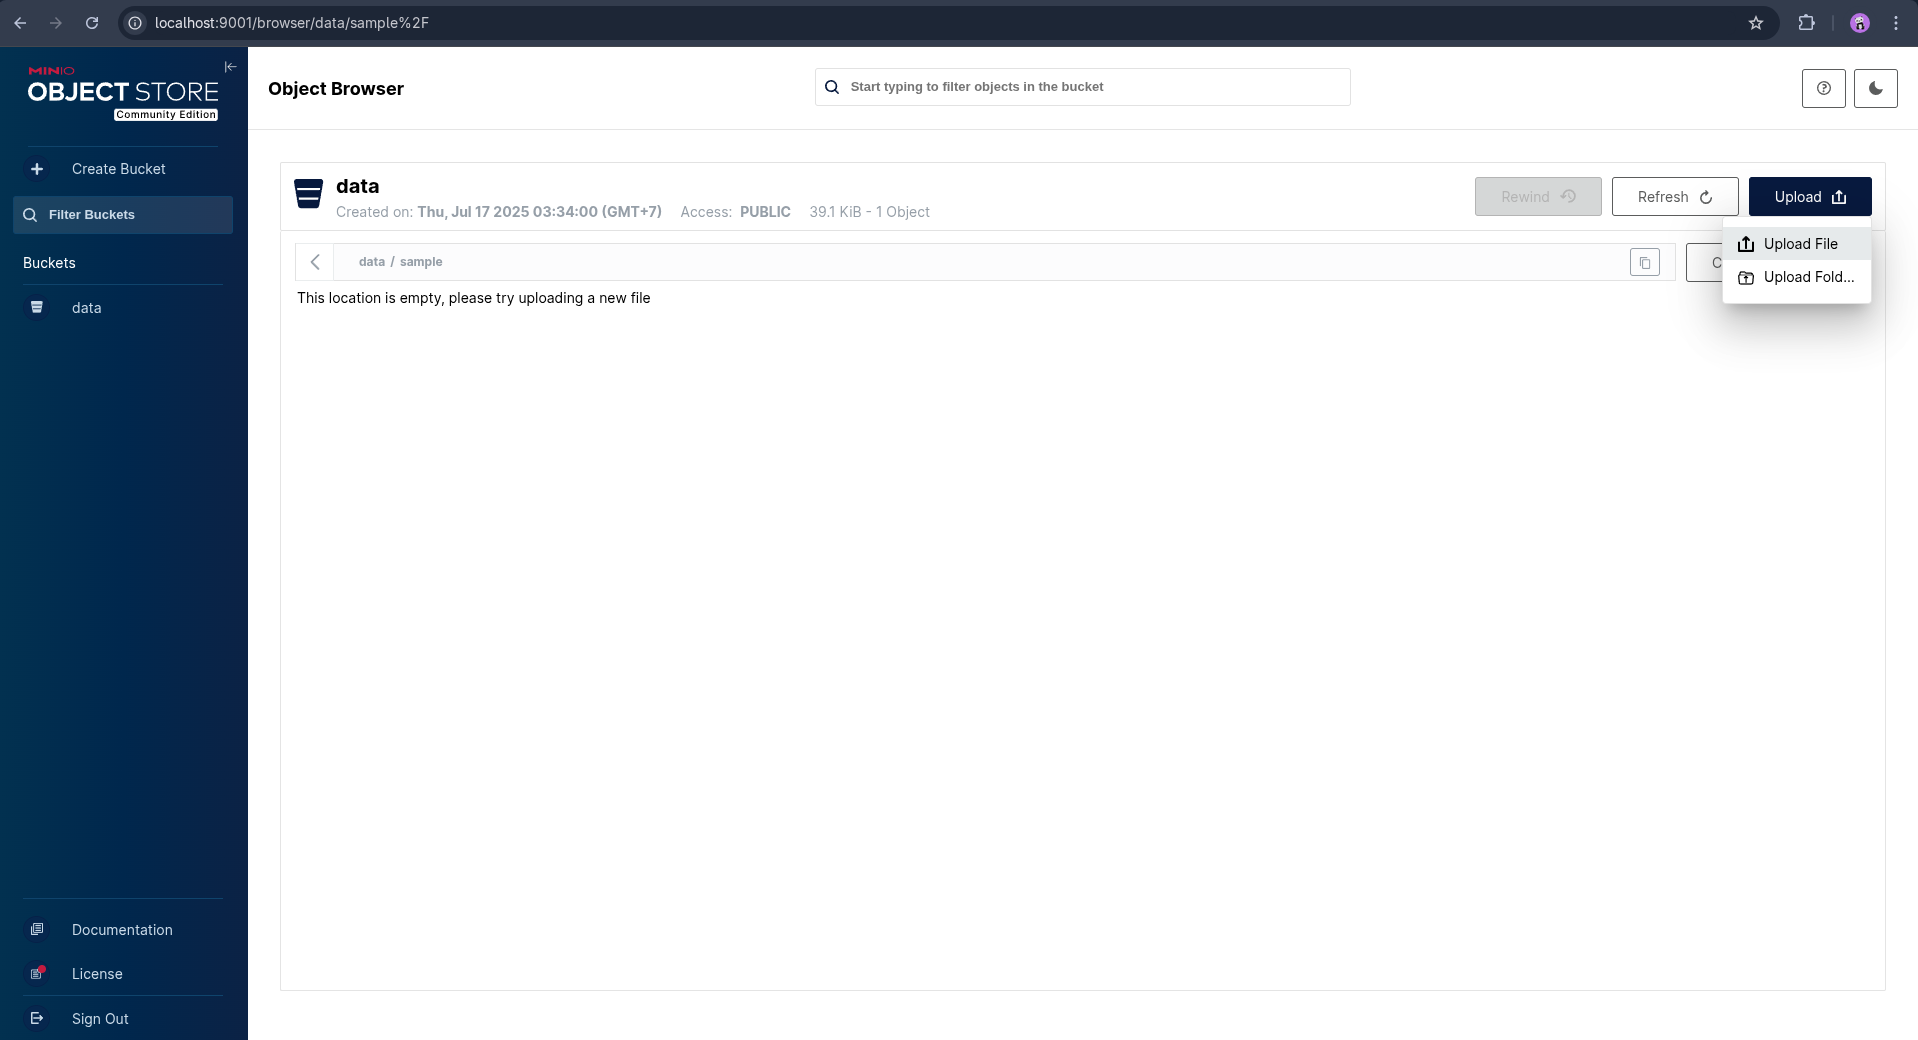 localhost:9001/browser/data/sample%2F
MINIO
OBJECT STORE
Community Edition
Create Bucket
Filter Buckets
Buckets
data
Documentation
License
Sign Out
Object Browser
Start typing to filter objects in the bucket
data
Created on: Thu, Jul 17 2025 03:34:00 (GMT+7) Access: PUBLIC 39.1 KiB - 1 Object
Rewind
Refresh
Upload
Upload File
Upload Fold...
data / sample
C
This location is empty, please try uploading a new file